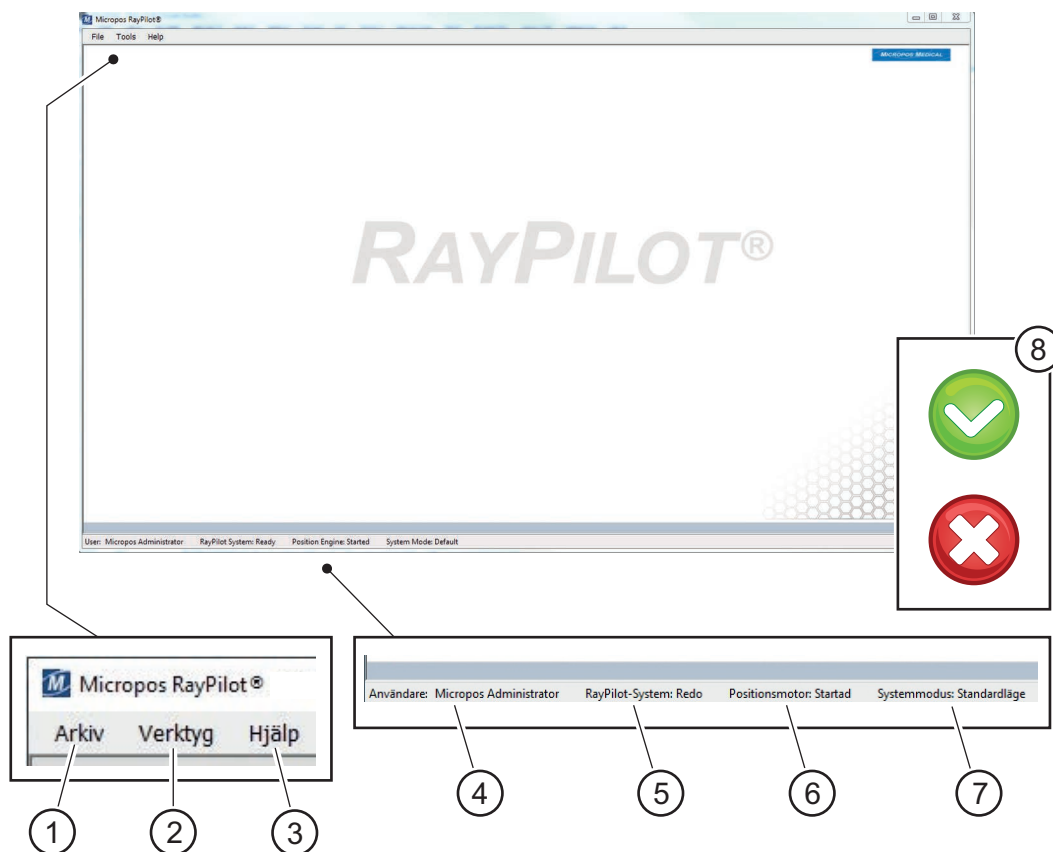 Micropos RayPilot®
File Tools Help
MICROPOS MEDICAL
RAYPILOT®
8
User: Micropos Administrator RayPilot System: Ready Position Engine: Started System Mode: Default
Micropos RayPilot®
Arkiv Verktyg Hjälp
Användare: Micropos Administrator RayPilot-System: Redo Positionsmotor: Startad Systemmodus: Standardläge
1 2 3 4 5 6 7